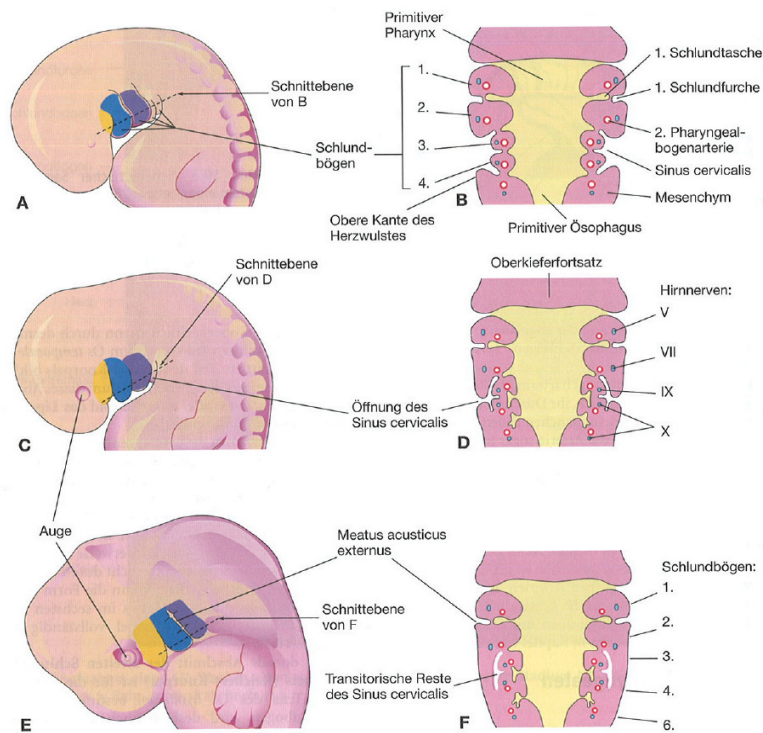 Primitiver
Pharynx
Schnittebene
von B
Schlund-
bögen
1.
2.
3.
4.
1. Schlundtasche
1. Schlundfurche
2. Pharyngeal-
bogenarterie
Sinus cervicalis
Mesenchym
Obere Kante des
Herzwulstes
Primitiver Ösophagus
A
B
Schnittebene
von D
Oberkieferfortsatz
Hirnnerven:
V
VII
IX
X
Öffnung des
Sinus cervicalis
C
D
Auge
Meatus acusticus
externus
Schnittebene
von F
Transitorische Reste
des Sinus cervicalis
Schlundbögen:
1.
2.
3.
4.
6.
E
F